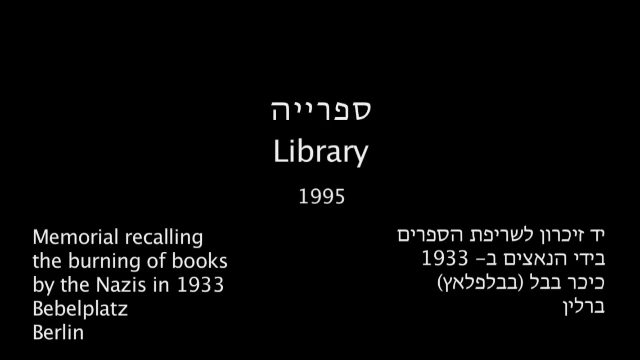 ספרייה
Library
1995
Memorial recalling
the burning of books
by the Nazis in 1933
Bebelplatz
Berlin
יד זיכרון לשריפת הספרים
בידי הנאצים ב- 1933
כיכר בבל (בבלפלאץ)
ברלין